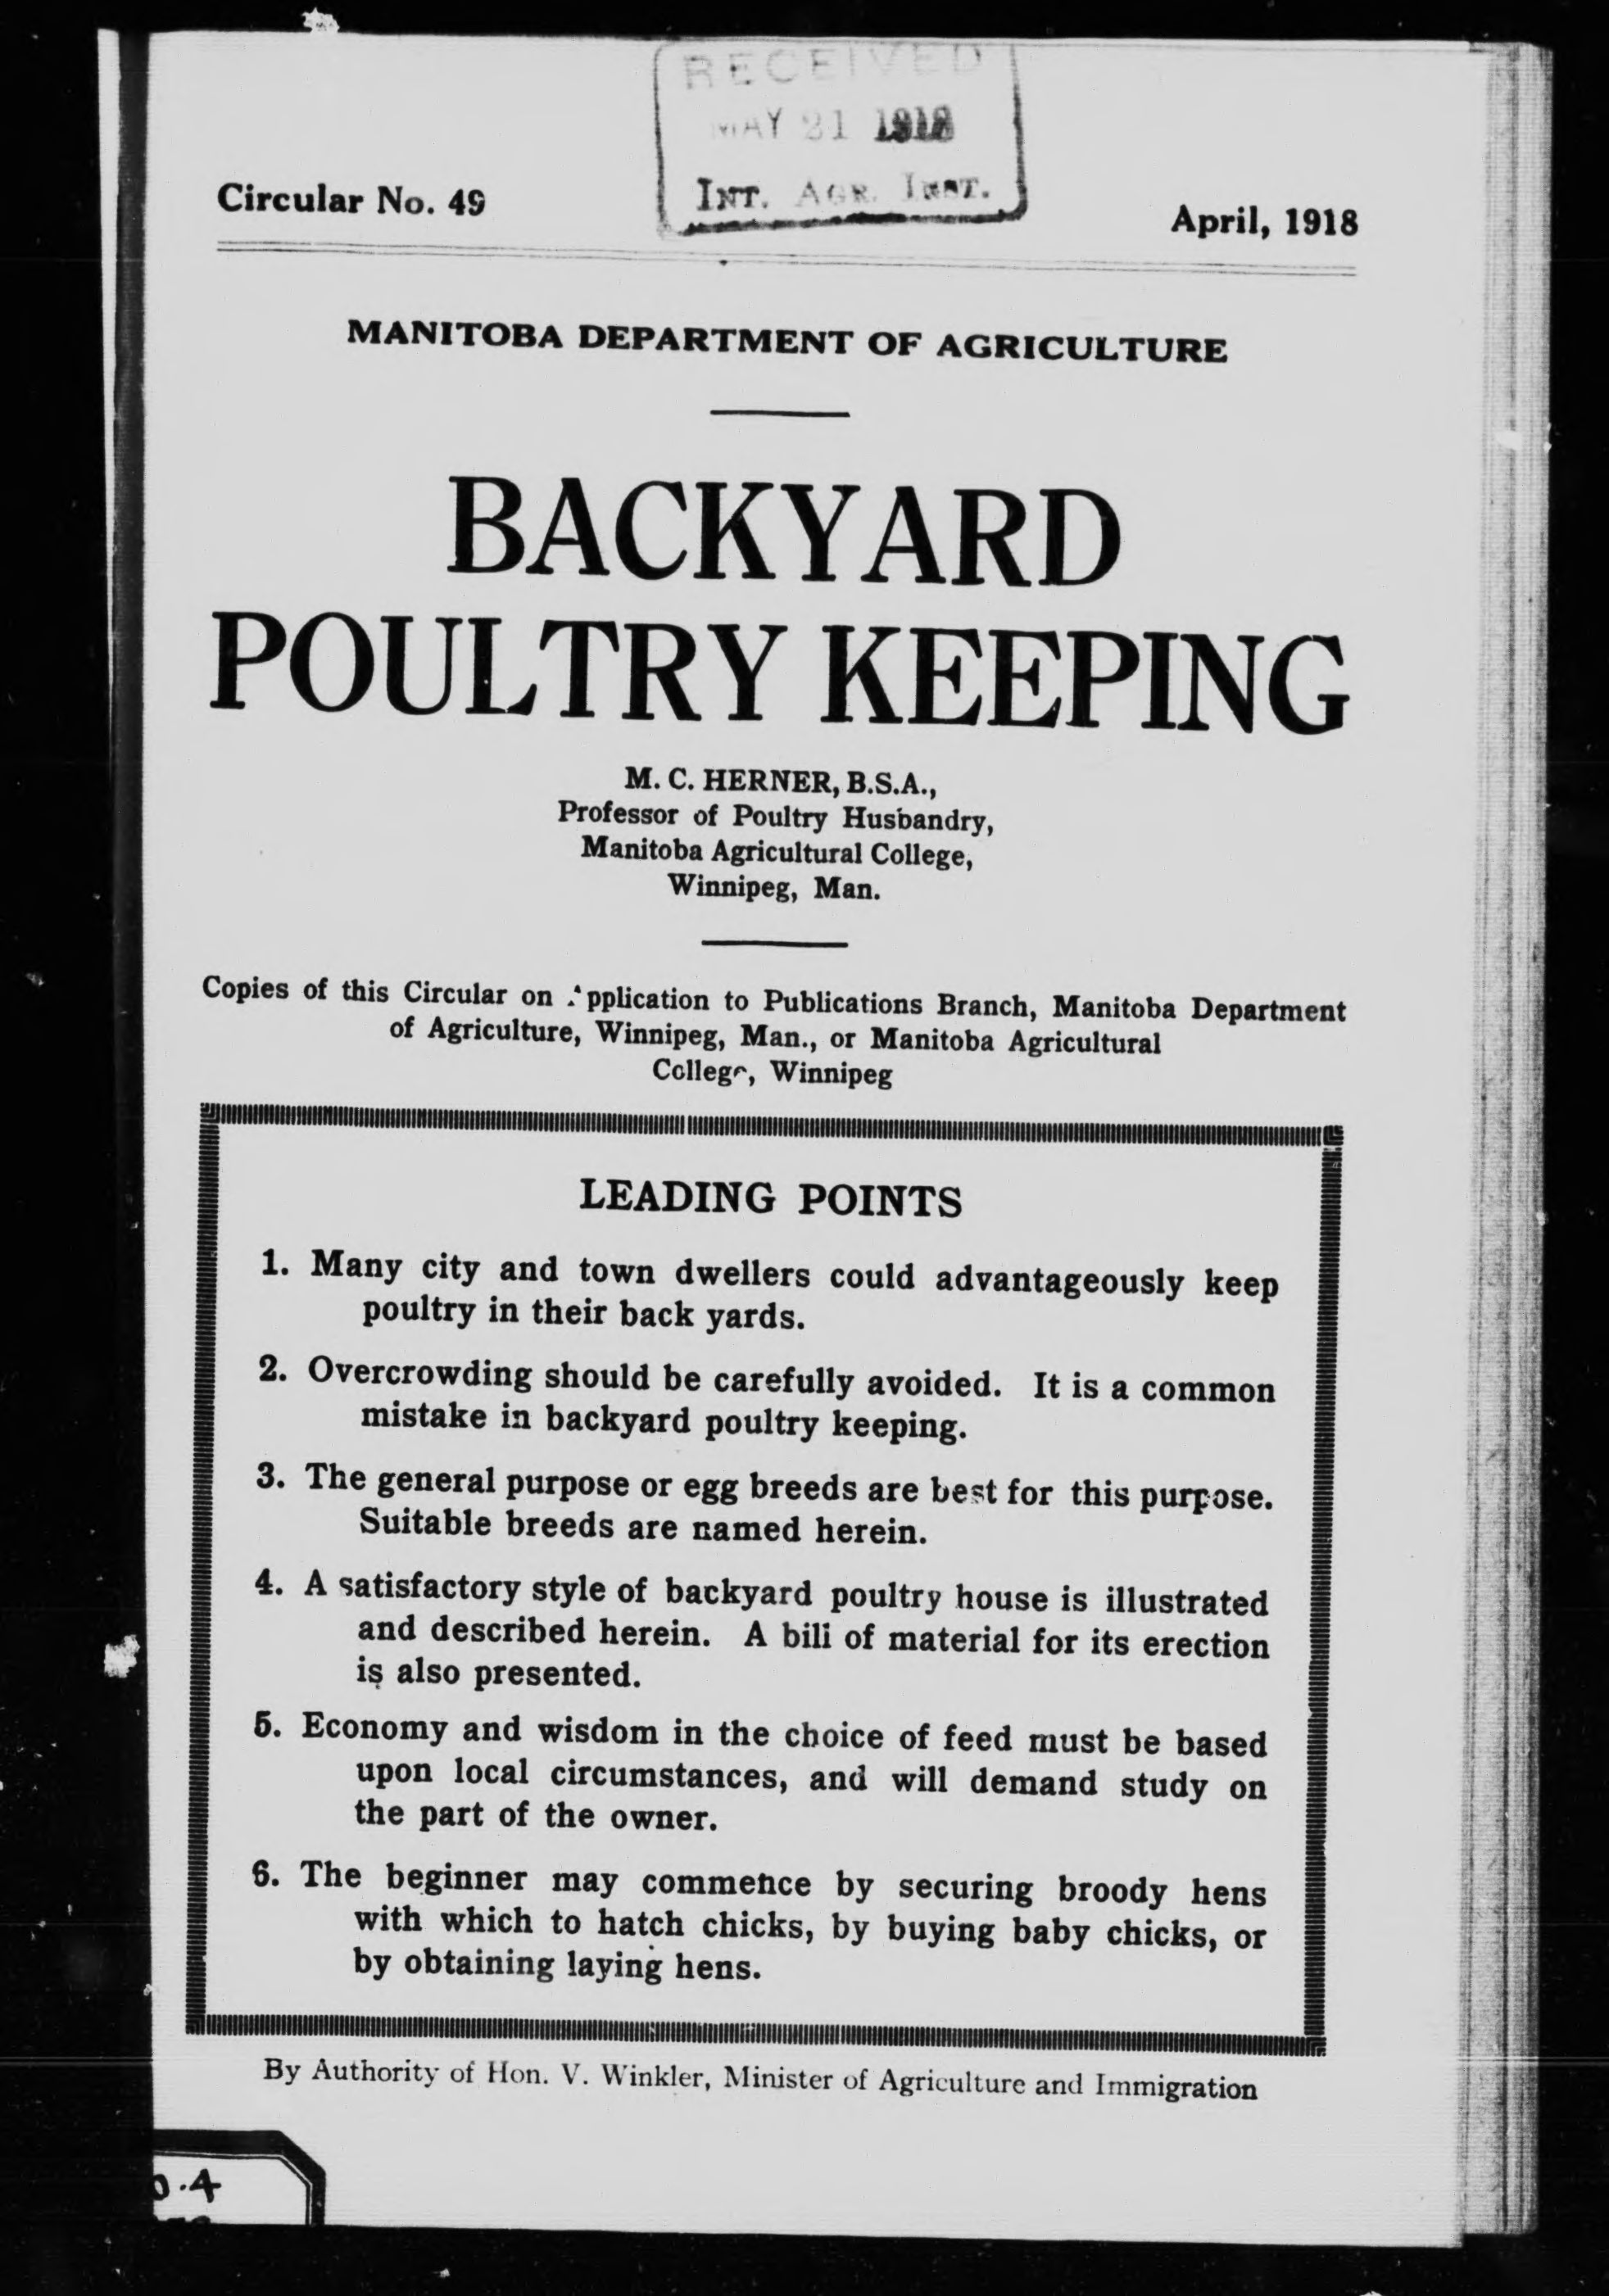 RECEIVED
MAY 21 1918
INT. AGR. INST.
Circular No. 49
April, 1918
MANITOBA DEPARTMENT OF AGRICULTURE
BACKYARD
POULTRY KEEPING
M. C. HERNER, B.S.A.,
Professor of Poultry Husbandry,
Manitoba Agricultural College,
Winnipeg, Man.
Copies of this Circular on Application to Publications Branch, Manitoba Department
of Agriculture, Winnipeg, Man., or Manitoba Agricultural
College, Winnipeg
LEADING POINTS
1. Many city and town dwellers could advantageously keep
poultry in their back yards.
2. Overcrowding should be carefully avoided. It is a common
mistake in backyard poultry keeping.
3. The general purpose or egg breeds are best for this purpose.
Suitable breeds are named herein.
4. A satisfactory style of backyard poultry house is illustrated
and described herein. A bill of material for its erection
is also presented.
5. Economy and wisdom in the choice of feed must be based
upon local circumstances, and will demand study on
the part of the owner.
6. The beginner may commence by securing broody hens
with which to hatch chicks, by buying baby chicks, or
by obtaining laying hens.
By Authority of Hon. V. Winkler, Minister of Agriculture and Immigration
0.4